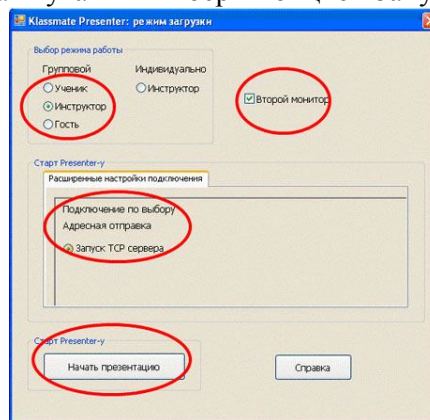 Klassmate Presenter: режим загрузки
Выбор режима работы
Групповой Индивидуально
Ученик Инструктор
Инструктор Второй монитор
Гость
Старт Presenter-у
Расширенные настройки подключения
Подключение по выбору
Адресная отправка
Запуск TCP сервера
Старт Presenter-у
Начать презентацию Справка